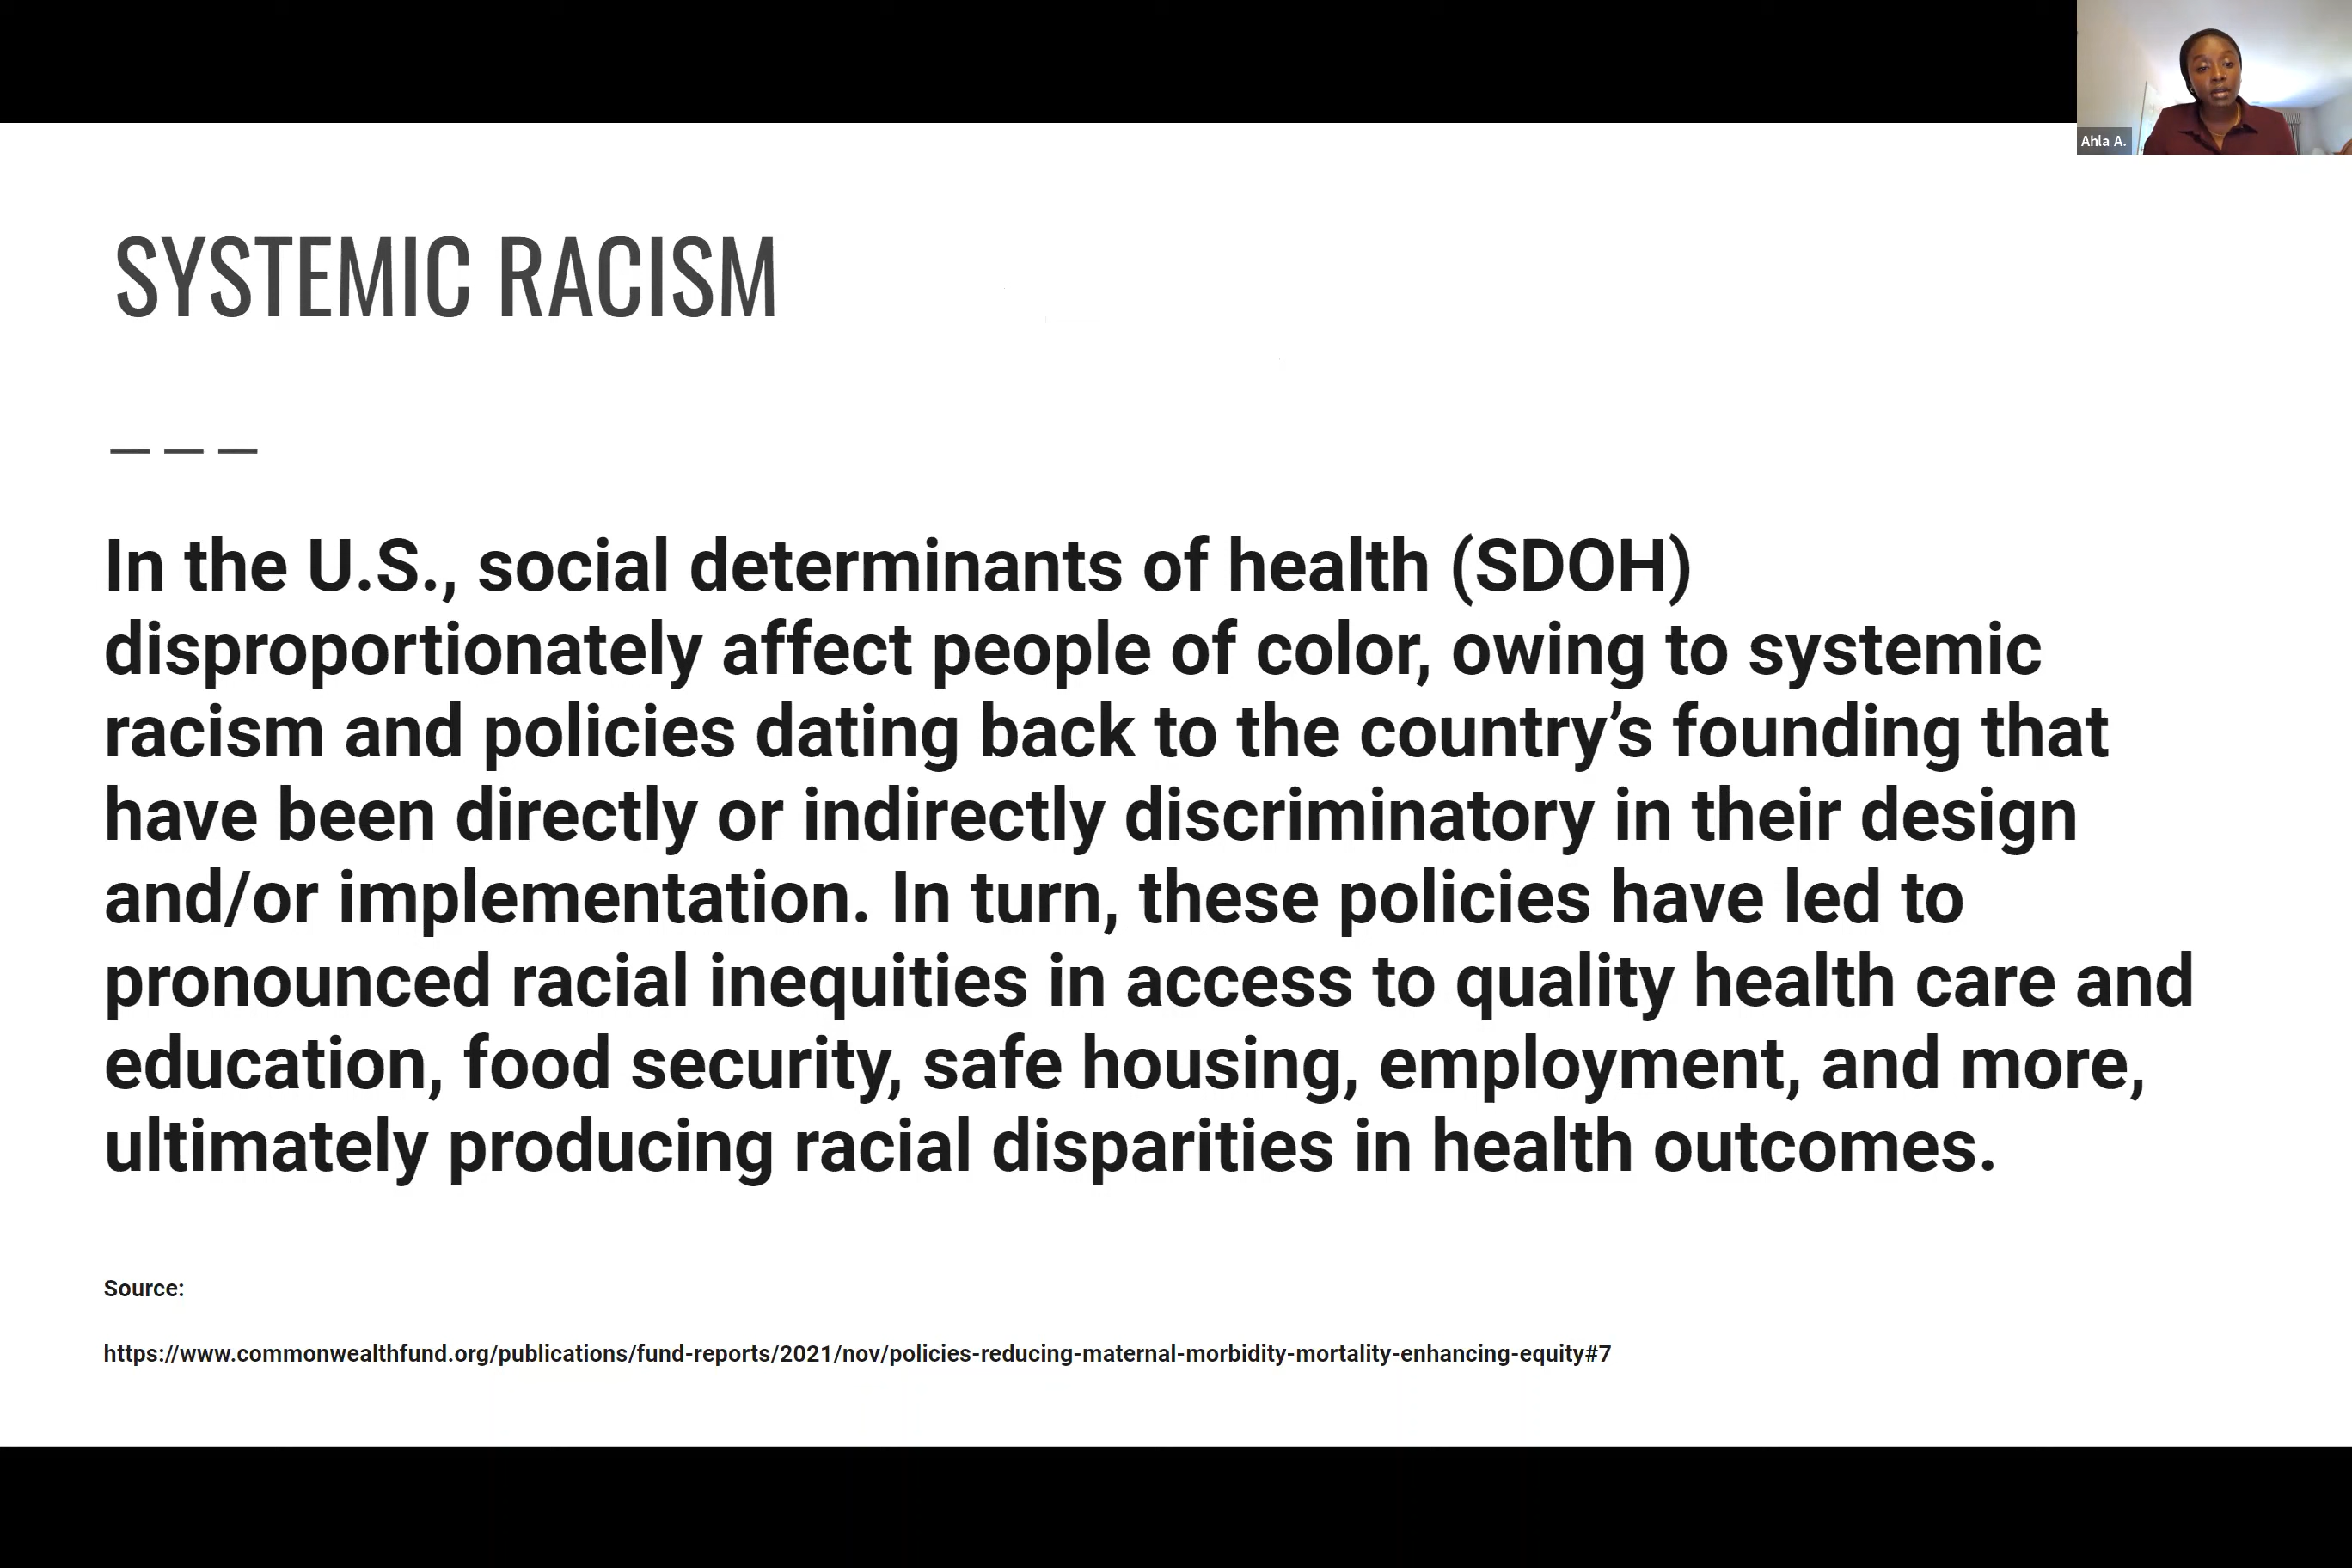 Ahla A.
SYSTEMIC RACISM
In the U.S., social determinants of health (SDOH)
disproportionately affect people of color, owing to systemic
racism and policies dating back to the country’s founding that
have been directly or indirectly discriminatory in their design
and/or implementation. In turn, these policies have led to
pronounced racial inequities in access to quality health care and
education, food security, safe housing, employment, and more,
ultimately producing racial disparities in health outcomes.
Source:
https://www.commonwealthfund.org/publications/fund-reports/2021/nov/policies-reducing-maternal-morbidity-mortality-enhancing-equity#7